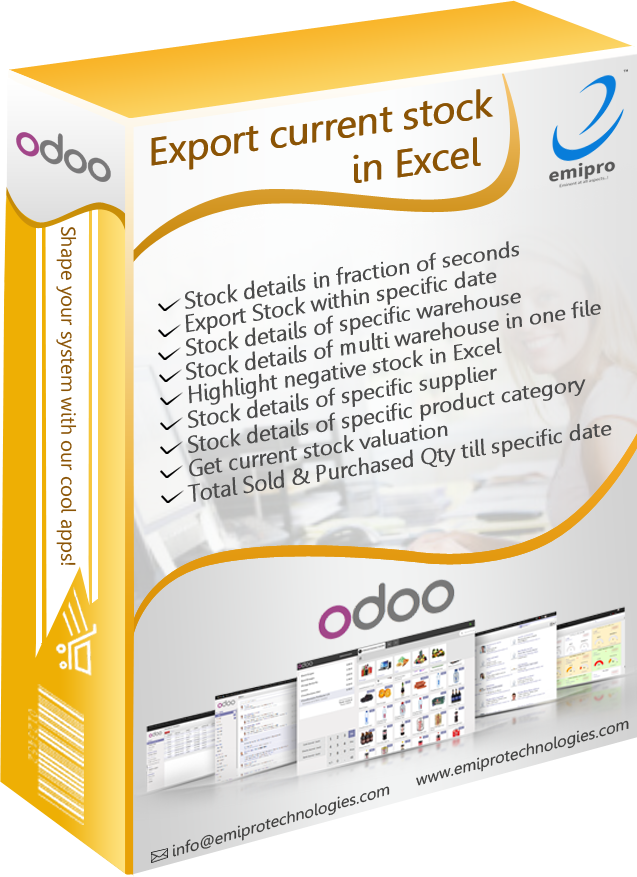 odoo
Shape your system with our cool apps!
Export current stock
in Excel
emipro
Stock details in fraction of seconds
Export Stock within specific date
Stock details of specific warehouse
Stock details of multi warehouse in one file
Highlight negative stock in Excel
Stock details of specific supplier
Stock details of specific product category
Get current stock valuation
Total Sold & Purchased Qty till specific date
odoo
odoo
odoo
info@emiprotechnologies.com
www.emiprotechnologies.com